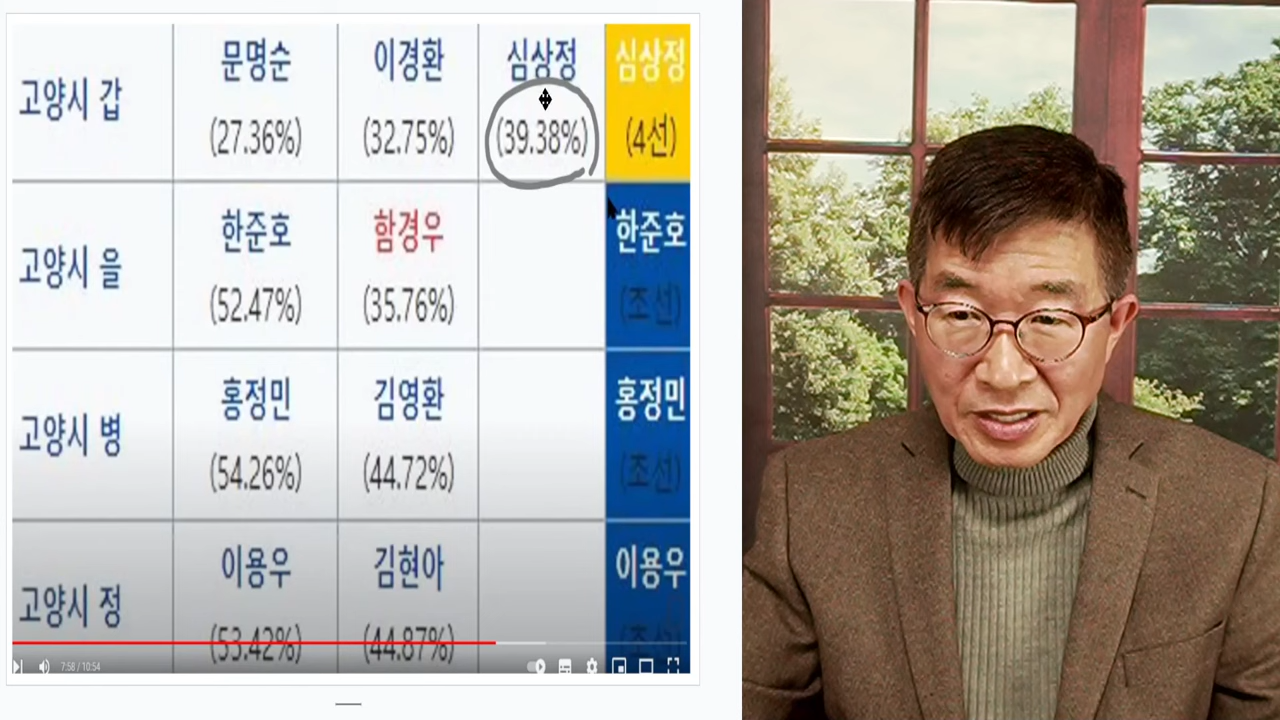 문명순 이경환 심상정 심상정
고양시 갑
(27.36%) (32.75%) (39.38%) (4선)
한준호 함경우 한준호
고양시 을
(52.47%) (35.76%) (초선)
홍정민 김영환 홍정민
고양시 병
(54.26%) (44.72%) (초선)
이용우 김현아 이용우
고양시 정
(53.42%) (44.87%) (초선)
7:58 / 10:54